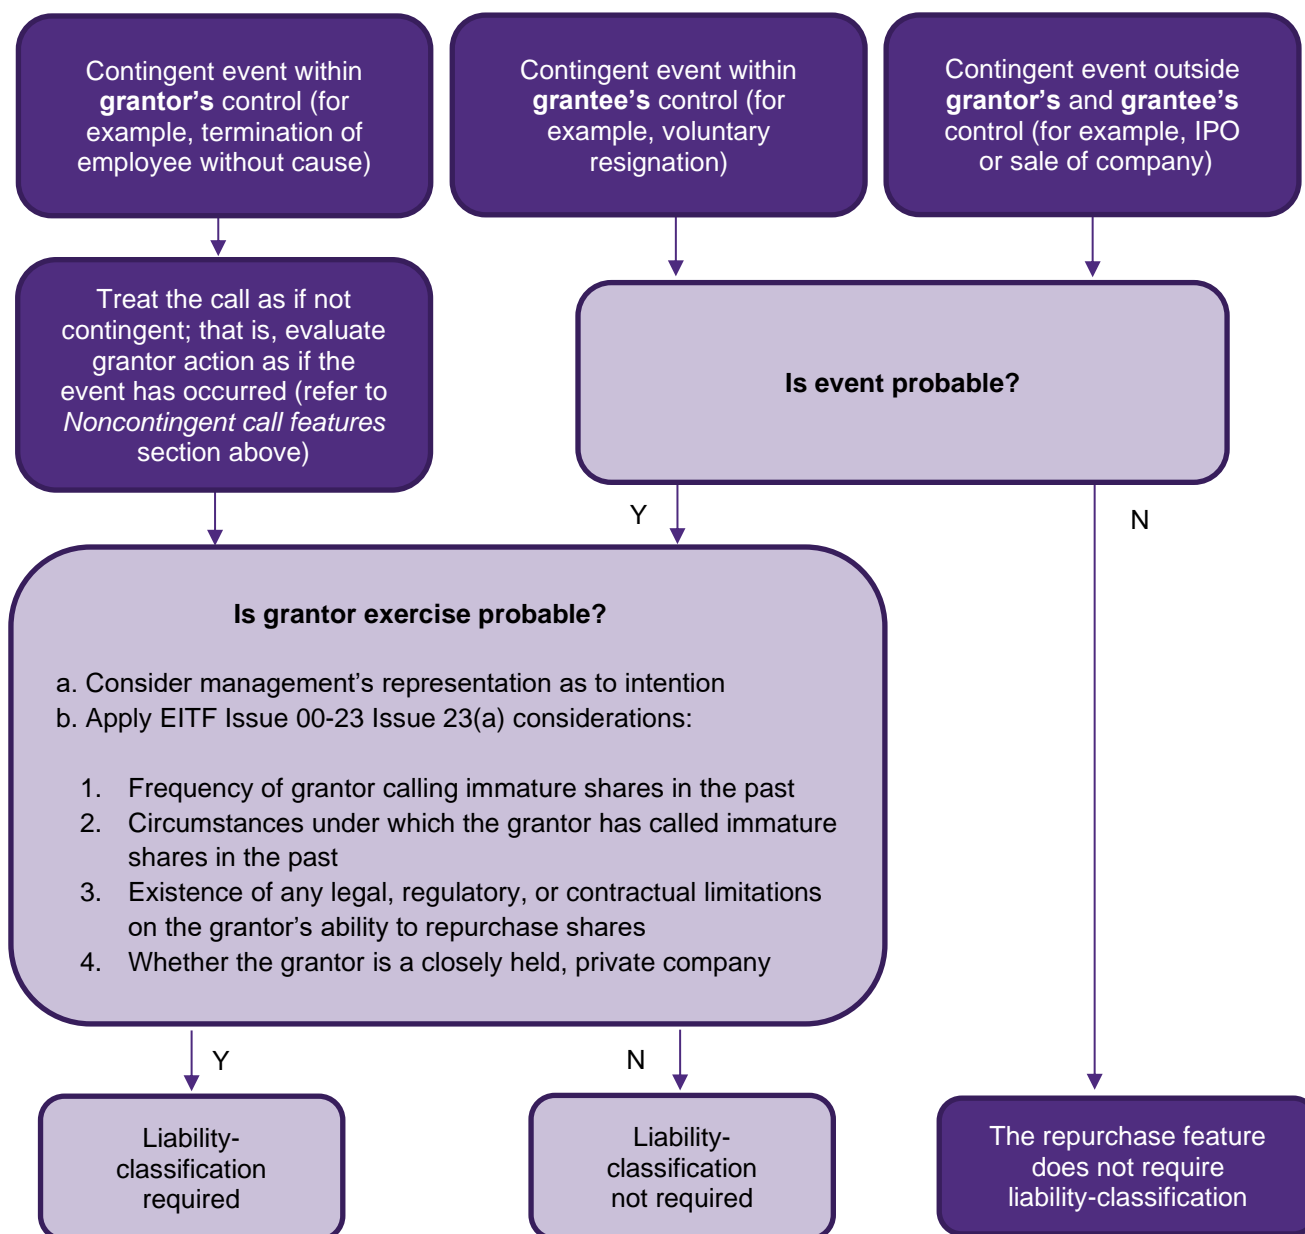 Contingent event within
grantor's control (for
example, termination of
employee without cause)
Contingent event within
grantee's control (for
example, voluntary
resignation)
Contingent event outside
grantor's and grantee's
control (for example, IPO
or sale of company)
Treat the call as if not
contingent; that is, evaluate
grantor action as if the
event has occurred (refer to
Noncontingent call features
section above)
Is event probable?
Y
N
Is grantor exercise probable?
a. Consider management's representation as to intention
b. Apply EITF Issue 00-23 Issue 23(a) considerations:
1. Frequency of grantor calling immature shares in the past
2. Circumstances under which the grantor has called immature
shares in the past
3. Existence of any legal, regulatory, or contractual limitations
on the grantor's ability to repurchase shares
4. Whether the grantor is a closely held, private company
Y
N
Liability-
classification
required
Liability-
classification
not required
The repurchase feature
does not require
liability-classification